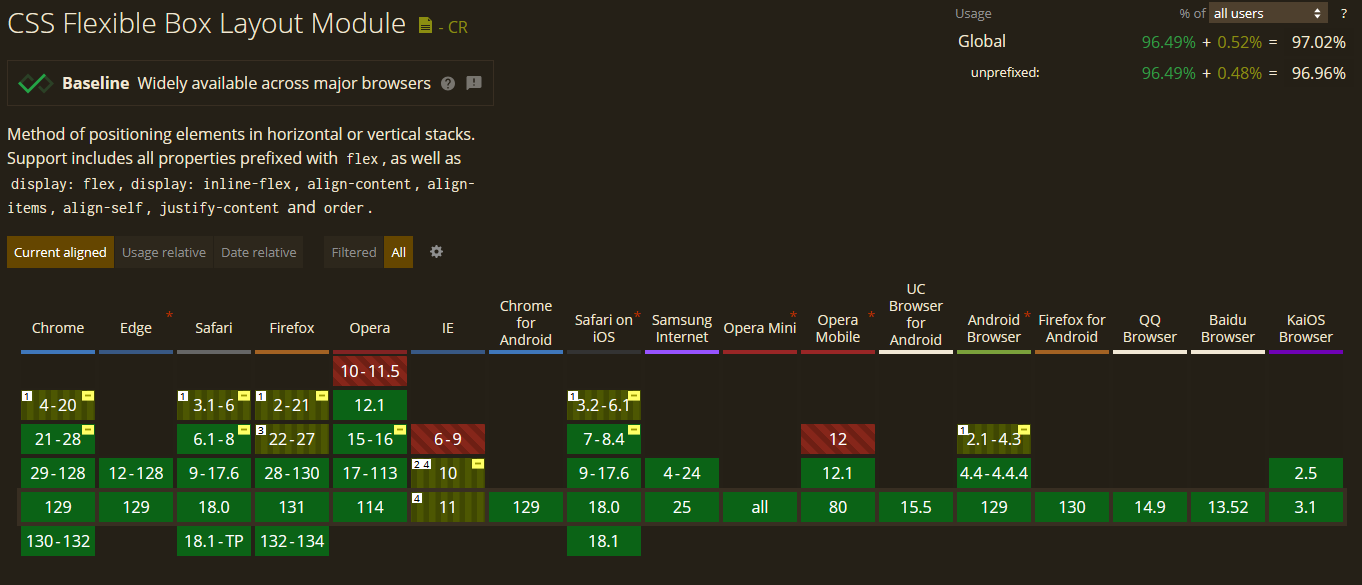 CSS Flexible Box Layout Module - CR
Usage % of all users ?
Global 96.49% + 0.52% = 97.02%
unprefixed: 96.49% + 0.48% = 96.96%
Baseline Widely available across major browsers ?
Method of positioning elements in horizontal or vertical stacks.
Support includes all properties prefixed with flex, as well as
display: flex, display: inline-flex, align-content, align-
items, align-self, justify-content and order.
Current aligned Usage relative Date relative Filtered All
Chrome
Edge *
Safari
Firefox
Opera
IE
Chrome
for
Android
Safari on *
iOS
Samsung
Internet
Opera Mini *
Opera *
Mobile
UC
Browser
for
Android
Android *
Browser
Firefox for
Android
QQ
Browser
Baidu
Browser
KaiOS
Browser
10-11.5
1 4-20 1 3.1-6 1 2-21 12.1 1 3.2-6.1
21-28 6.1-8 3 22-27 15-16 6-9 7-8.4 12 1 2.1-4.3
29-128 12-128 9-17.6 28-130 17-113 2 4 10 9-17.6 4-24 12.1 4.4-4.4.4 2.5
129 129 18.0 131 114 4 11 129 18.0 25 all 80 15.5 129 130 14.9 13.52 3.1
130-132 18.1-TP 132-134 18.1